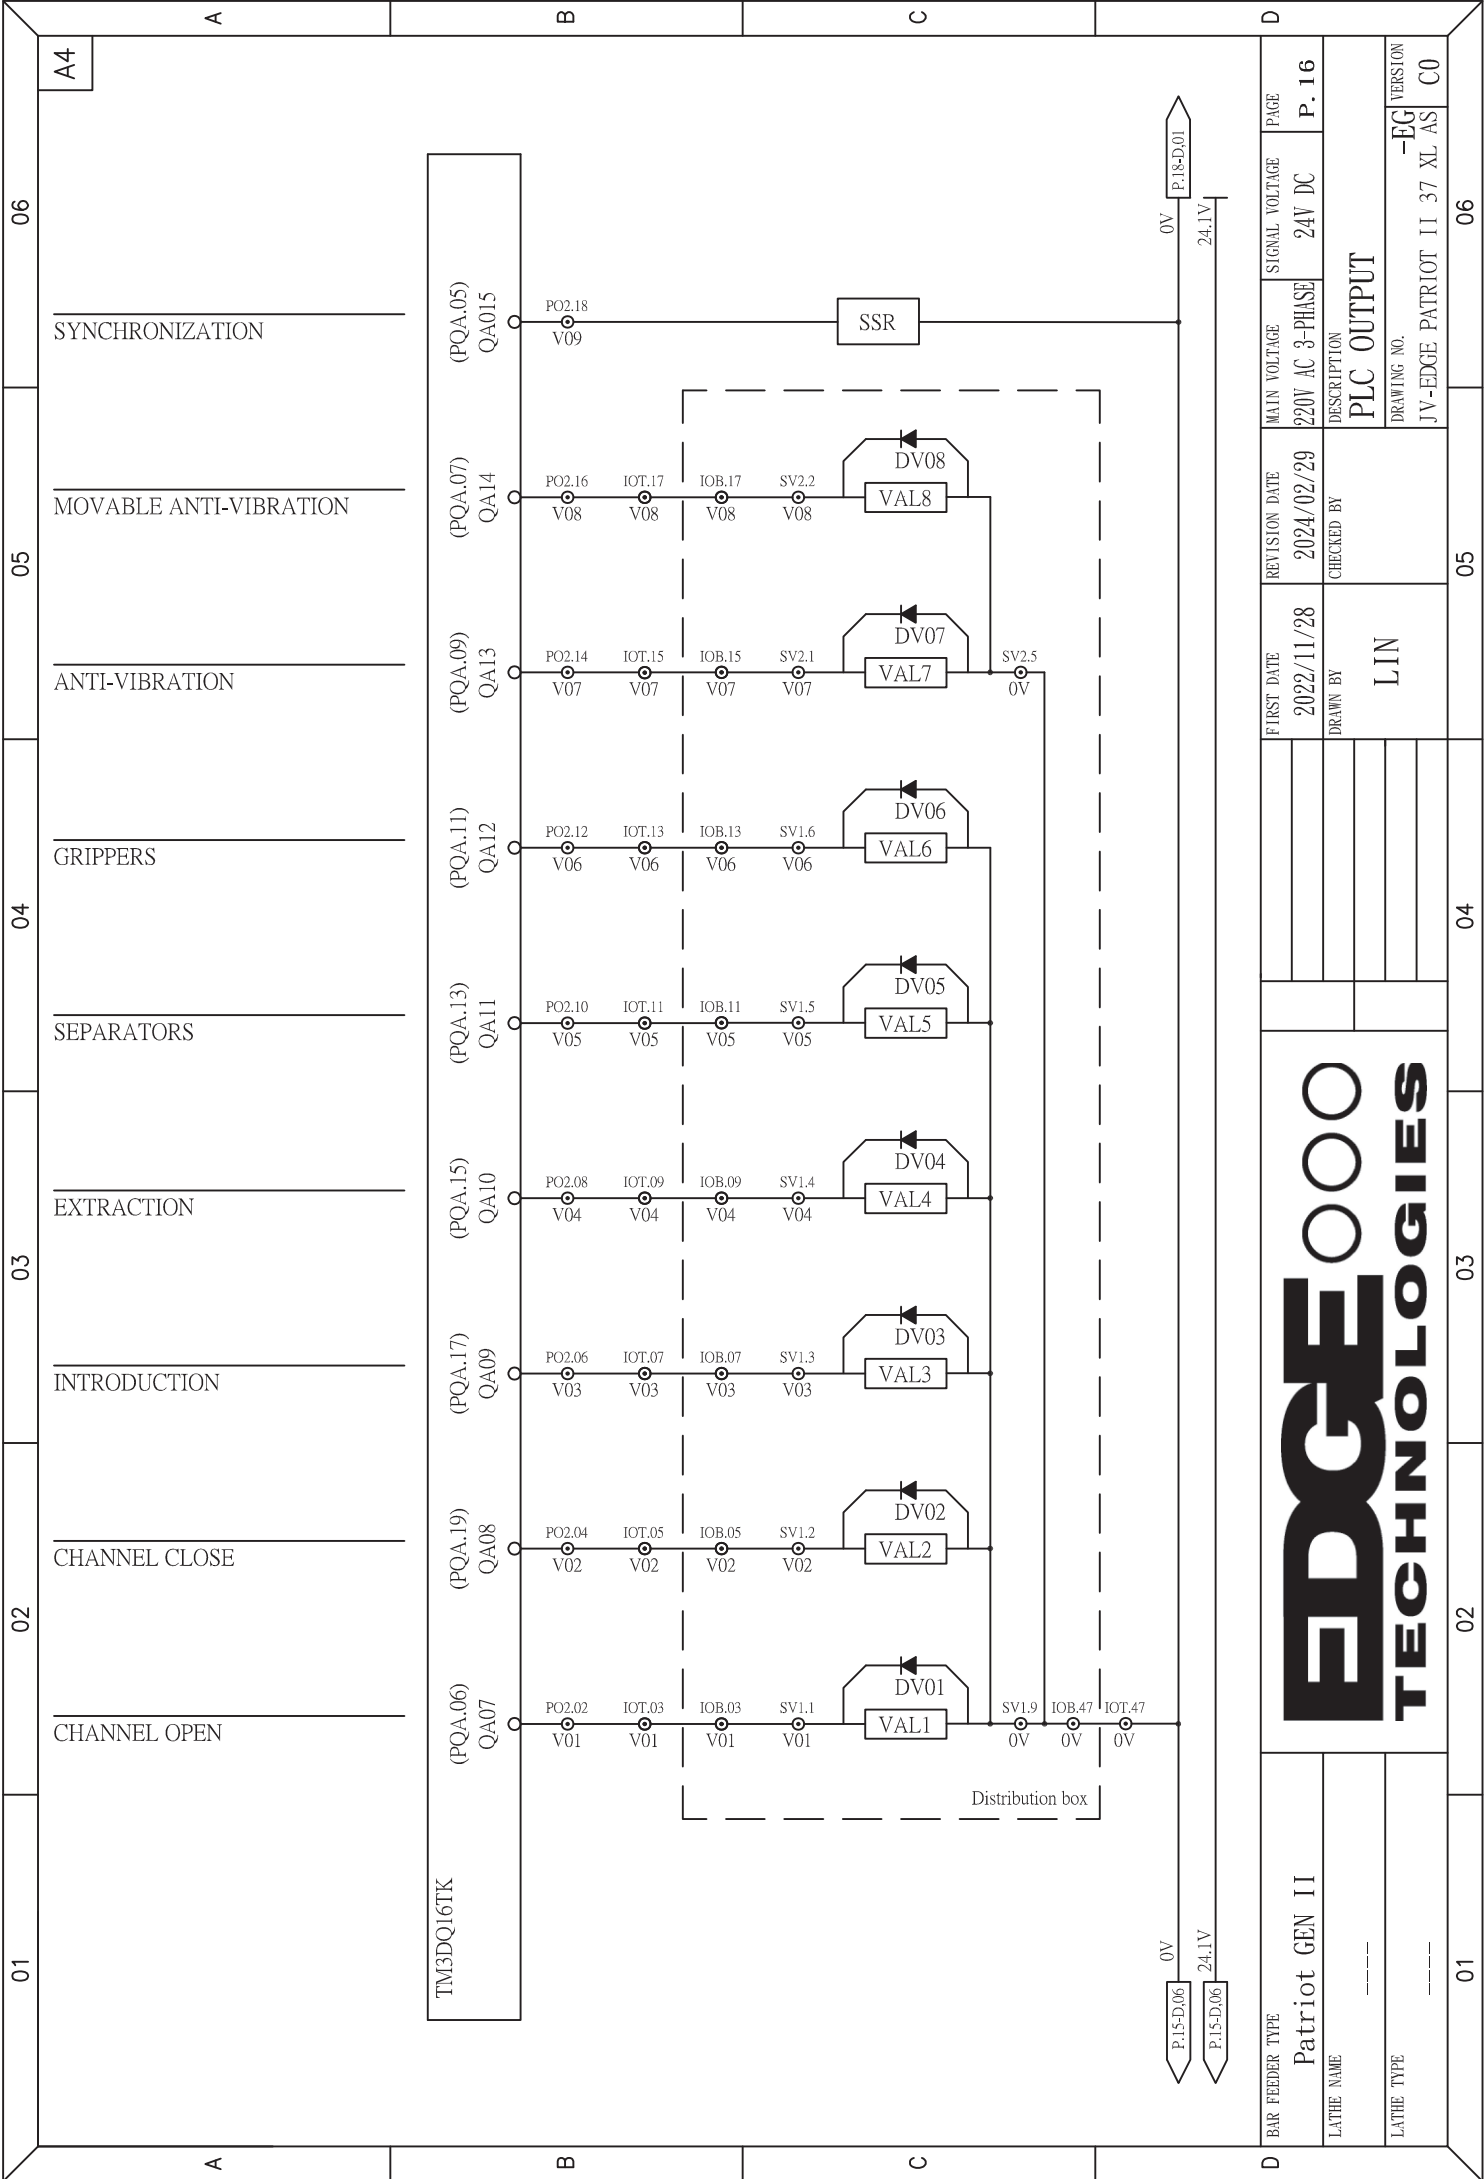 01
02
03
04
05
06
A
A4
CHANNEL OPEN
CHANNEL CLOSE
INTRODUCTION
EXTRACTION
SEPARATORS
GRIPPERS
ANTI-VIBRATION
MOVABLE ANTI-VIBRATION
SYNCHRONIZATION
A
B
TM3DQ16TK
(PQA.06)
QA07
(PQA.19)
QA08
(PQA.17)
QA09
(PQA.15)
QA10
(PQA.13)
QA11
(PQA.11)
QA12
(PQA.09)
QA13
(PQA.07)
QA14
(PQA.05)
QA015
B
PO2.02
V01
PO2.04
V02
PO2.06
V03
PO2.08
V04
PO2.10
V05
PO2.12
V06
PO2.14
V07
PO2.16
V08
PO2.18
V09
IOT.03
V01
IOT.05
V02
IOT.07
V03
IOT.09
V04
IOT.11
V05
IOT.13
V06
IOT.15
V07
IOT.17
V08
IOB.03
V01
IOB.05
V02
IOB.07
V03
IOB.09
V04
IOB.11
V05
IOB.13
V06
IOB.15
V07
IOB.17
V08
SV1.1
V01
SV1.2
V02
SV1.3
V03
SV1.4
V04
SV1.5
V05
SV1.6
V06
SV2.1
V07
SV2.2
V08
C
VAL1
DV01
VAL2
DV02
VAL3
DV03
VAL4
DV04
VAL5
DV05
VAL6
DV06
VAL7
DV07
VAL8
DV08
SSR
C
SV1.9
0V
IOB.47
0V
IOT.47
0V
SV2.5
0V
Distribution box
P.15-D,06
0V
0V
P.18-D,01
P.15-D,06
24.1V
24.1V
D
D
BAR FEEDER TYPE
Patriot GEN II
LATHE NAME
----
LATHE TYPE
----
EDGE
TECHNOLOGIES
FIRST DATE
2022/11/28
REVISION DATE
2024/02/29
MAIN VOLTAGE
220V AC 3-PHASE
SIGNAL VOLTAGE
24V DC
PAGE
P. 16
DRAWN BY
LIN
CHECKED BY
DESCRIPTION
PLC OUTPUT
DRAWING NO.
-EG
JV-EDGE PATRIOT II 37 XL AS
VERSION
C0
01
02
03
04
05
06